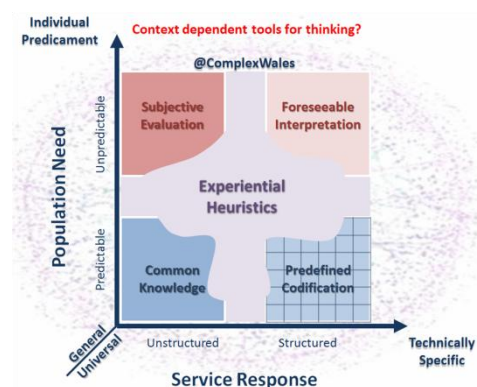 Individual
Predicament
Context dependent tools for thinking?
@ComplexWales
Population Need
Unpredictable
Predictable
Subjective
Evaluation
Foreseeable
Interpretation
Experiential
Heuristics
Common
Knowledge
Predefined
Codification
General
Universal
Unstructured
Structured
Technically
Specific
Service Response